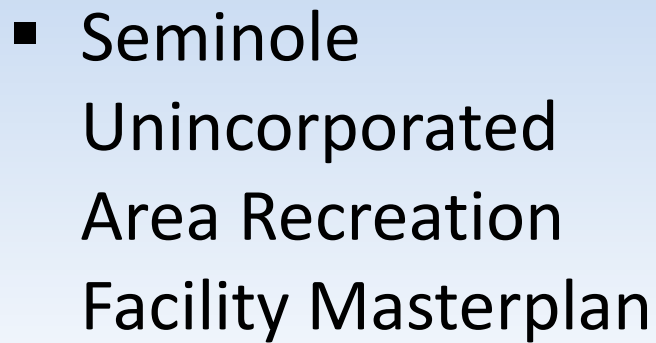 ▪ Seminole
Unincorporated
Area Recreation
Facility Masterplan